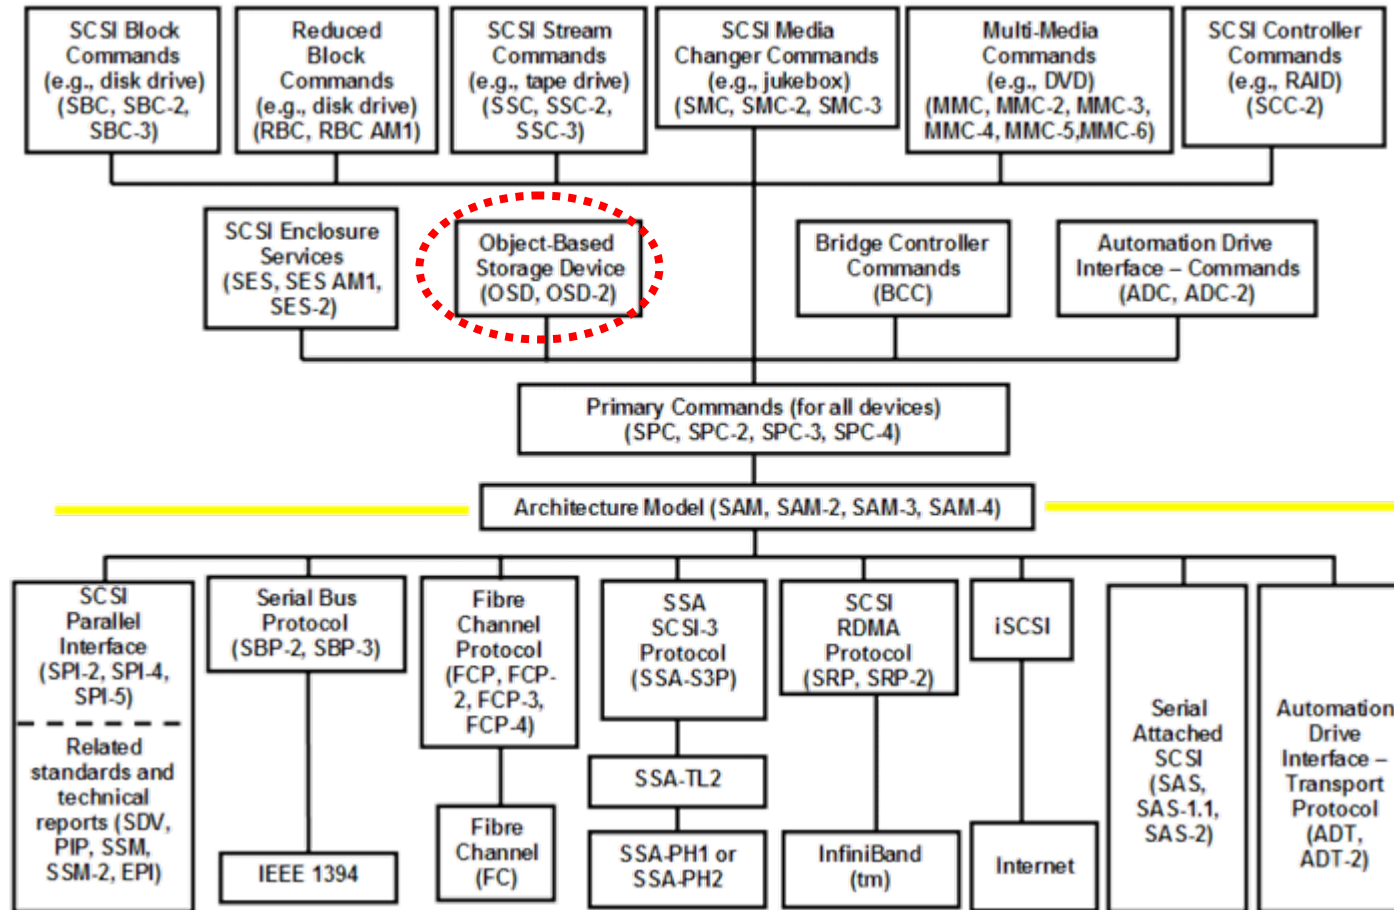 SCSI Block
Commands
(e.g., disk drive)
(SBC, SBC-2,
SBC-3)
Reduced
Block
Commands
(e.g., disk drive)
(RBC, RBC AM1)
SCSI Stream
Commands
(e.g., tape drive)
(SSC, SSC-2,
SSC-3)
SCSI Media
Changer Commands
(e.g., jukebox)
(SMC, SMC-2, SMC-3
Multi-Media
Commands
(e.g., DVD)
(MMC, MMC-2, MMC-3,
MMC-4, MMC-5,MMC-6)
SCSI Controller
Commands
(e.g., RAID)
(SCC-2)
SCSI Enclosure
Services
(SES, SES AM1,
SES-2)
Object-Based
Storage Device
(OSD, OSD-2)
Bridge Controller
Commands
(BCC)
Automation Drive
Interface – Commands
(ADC, ADC-2)
Primary Commands (for all devices)
(SPC, SPC-2, SPC-3, SPC-4)
Architecture Model (SAM, SAM-2, SAM-3, SAM-4)
SCSI
Parallel
Interface
(SPI-2, SPI-4,
SPI-5)
Related
standards and
technical
reports (SDV,
PIP, SSM,
SSM-2, EPI)
Serial Bus
Protocol
(SBP-2, SBP-3)
IEEE 1394
Fibre
Channel
Protocol
(FCP, FCP-
2, FCP-3,
FCP-4)
Fibre
Channel
(FC)
SSA
SCSI-3
Protocol
(SSA-S3P)
SSA-TL2
SSA-PH1 or
SSA-PH2
SCSI
RDMA
Protocol
(SRP, SRP-2)
InfiniBand
(tm)
iSCSI
Internet
Serial
Attached
SCSI
(SAS,
SAS-1.1,
SAS-2)
Automation
Drive
Interface –
Transport
Protocol
(ADT,
ADT-2)